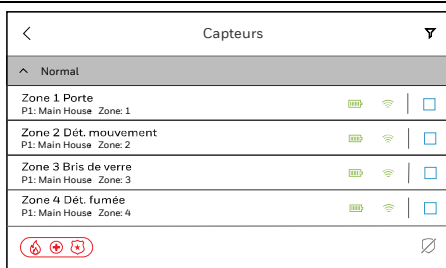 Capteurs
Normal
Zone 1 Porte
P1: Main House Zone: 1
Zone 2 Dét. mouvement
P1: Main House Zone: 2
Zone 3 Bris de verre
P1: Main House Zone: 3
Zone 4 Dét. fumée
P1: Main House Zone: 4